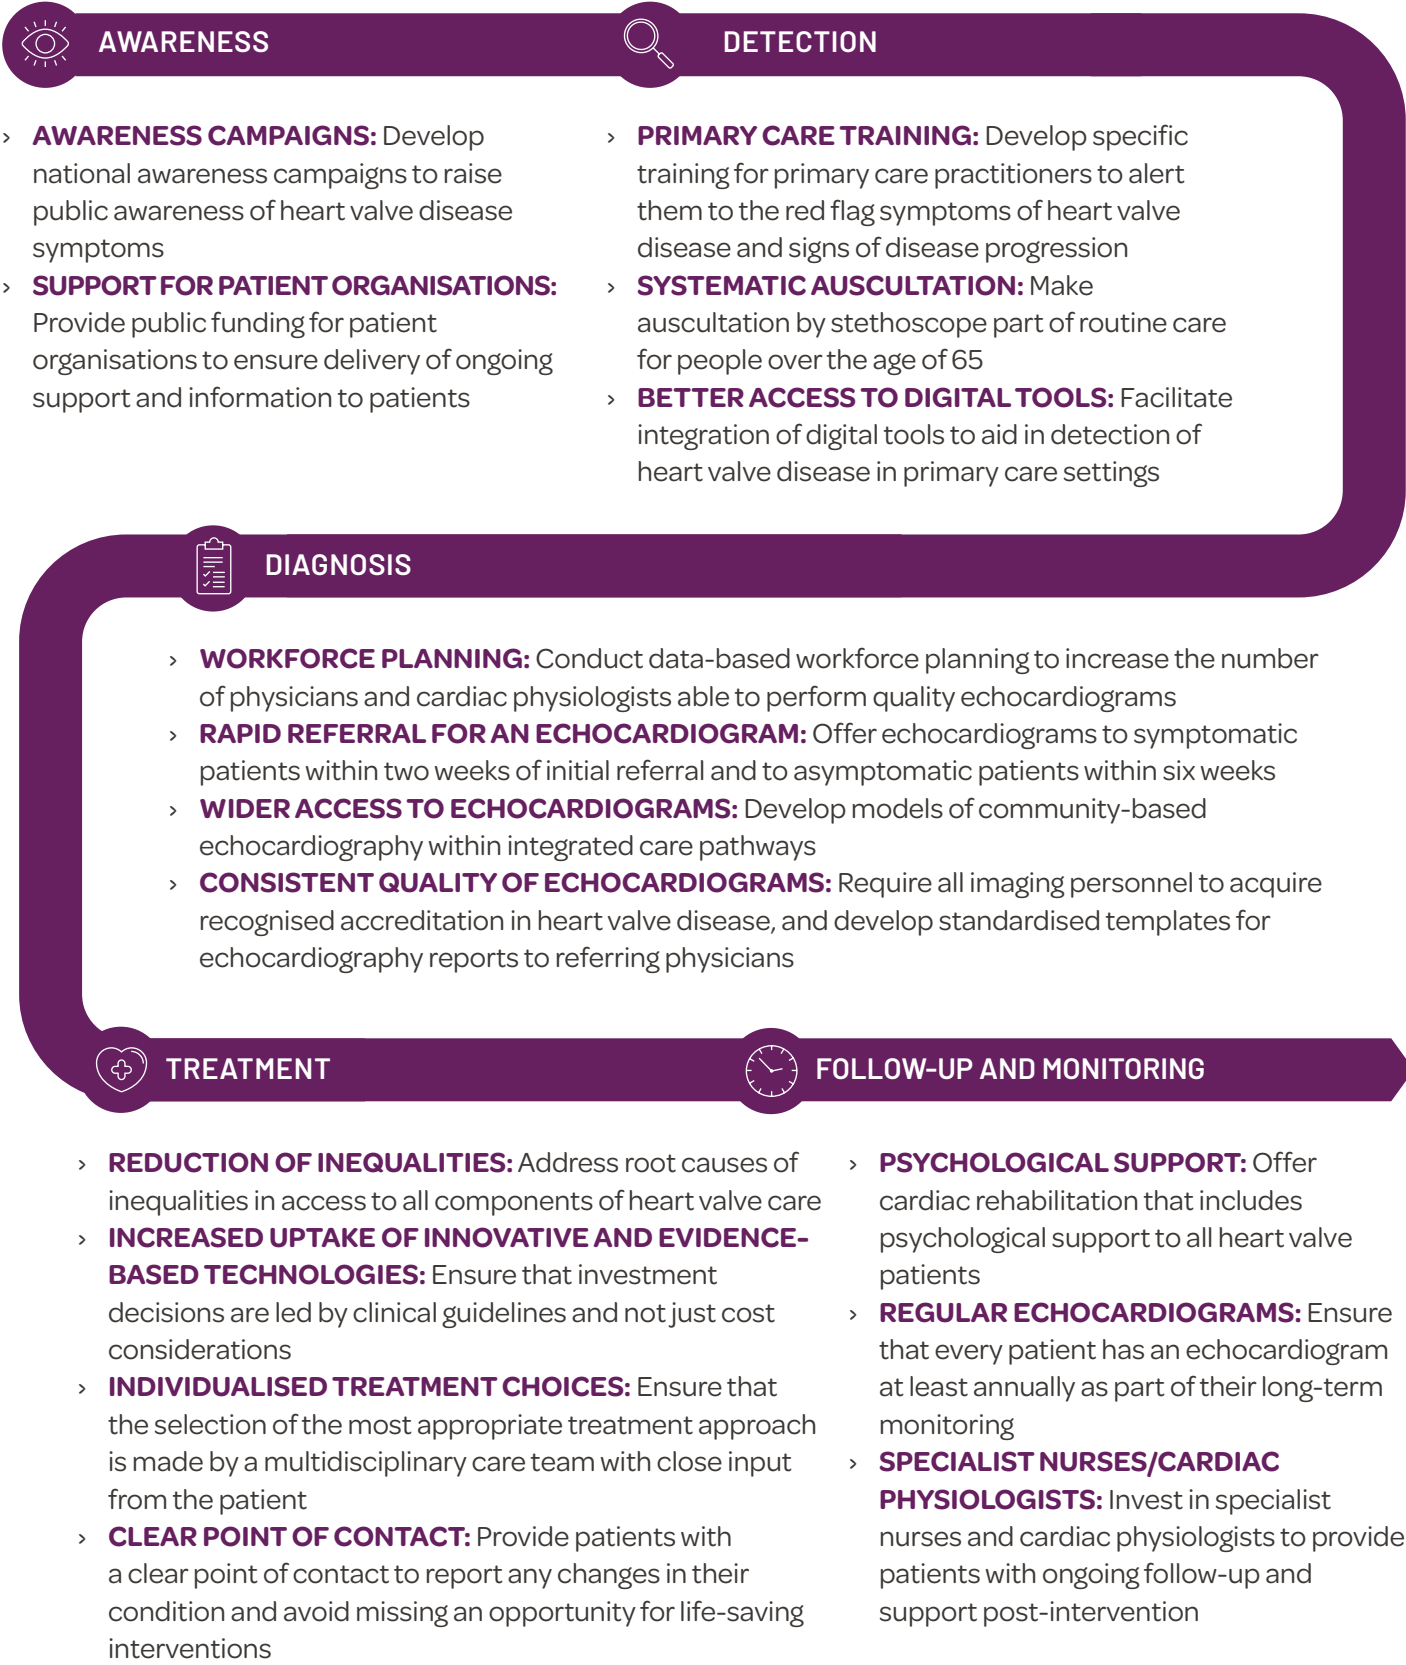 AWARENESS
› AWARENESS CAMPAIGNS: Develop
national awareness campaigns to raise
public awareness of heart valve disease
symptoms
› SUPPORT FOR PATIENT ORGANISATIONS:
Provide public funding for patient
organisations to ensure delivery of ongoing
support and information to patients
DETECTION
› PRIMARY CARE TRAINING: Develop specific
training for primary care practitioners to alert
them to the red flag symptoms of heart valve
disease and signs of disease progression
› SYSTEMATIC AUSCULTATION: Make
auscultation by stethoscope part of routine care
for people over the age of 65
› BETTER ACCESS TO DIGITAL TOOLS: Facilitate
integration of digital tools to aid in detection of
heart valve disease in primary care settings
DIAGNOSIS
› WORKFORCE PLANNING: Conduct data-based workforce planning to increase the number
of physicians and cardiac physiologists able to perform quality echocardiograms
› RAPID REFERRAL FOR AN ECHOCARDIOGRAM: Offer echocardiograms to symptomatic
patients within two weeks of initial referral and to asymptomatic patients within six weeks
› WIDER ACCESS TO ECHOCARDIOGRAMS: Develop models of community-based
echocardiography within integrated care pathways
› CONSISTENT QUALITY OF ECHOCARDIOGRAMS: Require all imaging personnel to acquire
recognised accreditation in heart valve disease, and develop standardised templates for
echocardiography reports to referring physicians
TREATMENT
› REDUCTION OF INEQUALITIES: Address root causes of
inequalities in access to all components of heart valve care
› INCREASED UPTAKE OF INNOVATIVE AND EVIDENCE-
BASED TECHNOLOGIES: Ensure that investment
decisions are led by clinical guidelines and not just cost
considerations
› INDIVIDUALISED TREATMENT CHOICES: Ensure that
the selection of the most appropriate treatment approach
is made by a multidisciplinary care team with close input
from the patient
› CLEAR POINT OF CONTACT: Provide patients with
a clear point of contact to report any changes in their
condition and avoid missing an opportunity for life-saving
interventions
FOLLOW-UP AND MONITORING
› PSYCHOLOGICAL SUPPORT: Offer
cardiac rehabilitation that includes
psychological support to all heart valve
patients
› REGULAR ECHOCARDIOGRAMS: Ensure
that every patient has an echocardiogram
at least annually as part of their long-term
monitoring
› SPECIALIST NURSES/CARDIAC
PHYSIOLOGISTS: Invest in specialist
nurses and cardiac physiologists to provide
patients with ongoing follow-up and
support post-intervention